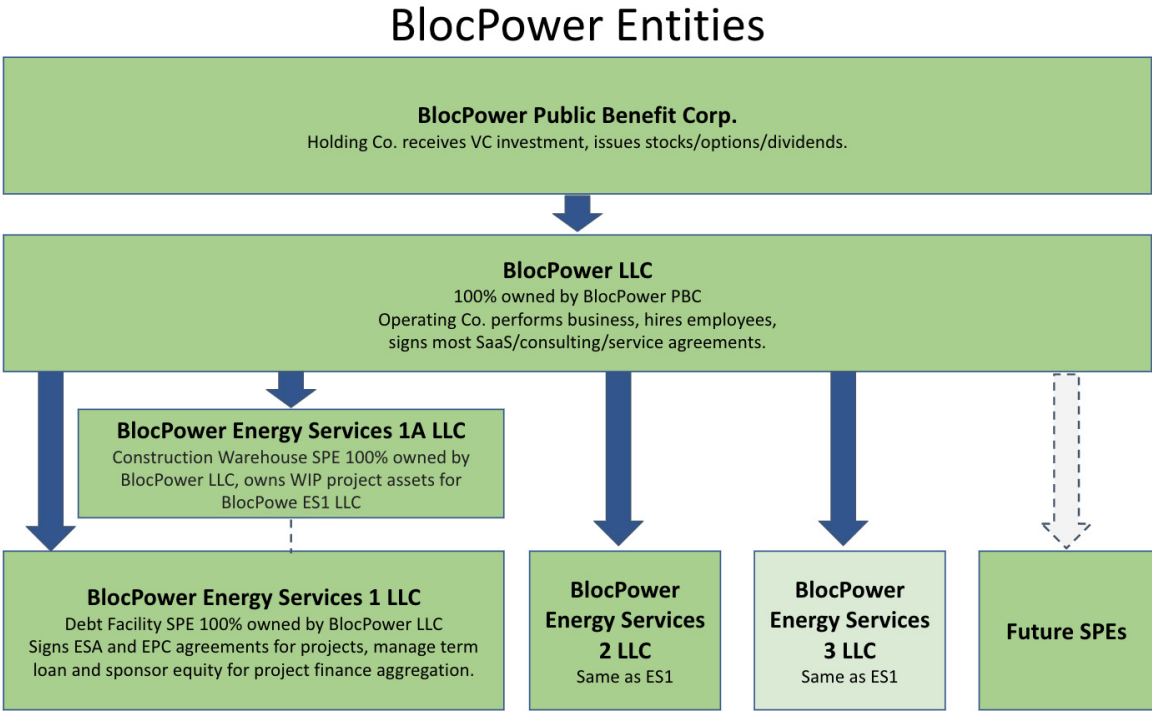 BlocPower Entities
BlocPower Public Benefit Corp.
Holding Co. receives VC investment, issues stocks/options/dividends.
BlocPower LLC
100% owned by BlocPower PBC
Operating Co. performs business, hires employees,
signs most SaaS/consulting/service agreements.
BlocPower Energy Services 1A LLC
Construction Warehouse SPE 100% owned by
BlocPower LLC, owns WIP project assets for
BlocPowe ES1 LLC
BlocPower Energy Services 1 LLC
Debt Facility SPE 100% owned by BlocPower LLC
Signs ESA and EPC agreements for projects, manage term
loan and sponsor equity for project finance aggregation.
BlocPower
Energy Services
2 LLC
Same as ES1
BlocPower
Energy Services
3 LLC
Same as ES1
Future SPEs